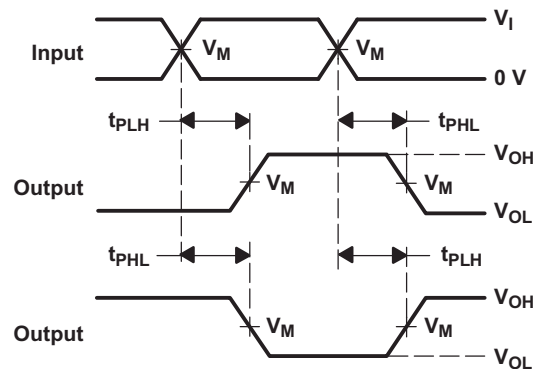 V_I
Input
V_M V_M
0 V
t_PLH t_PHL
V_OH
Output V_M V_M
V_OL
t_PHL t_PLH
V_OH
Output V_M V_M
V_OL